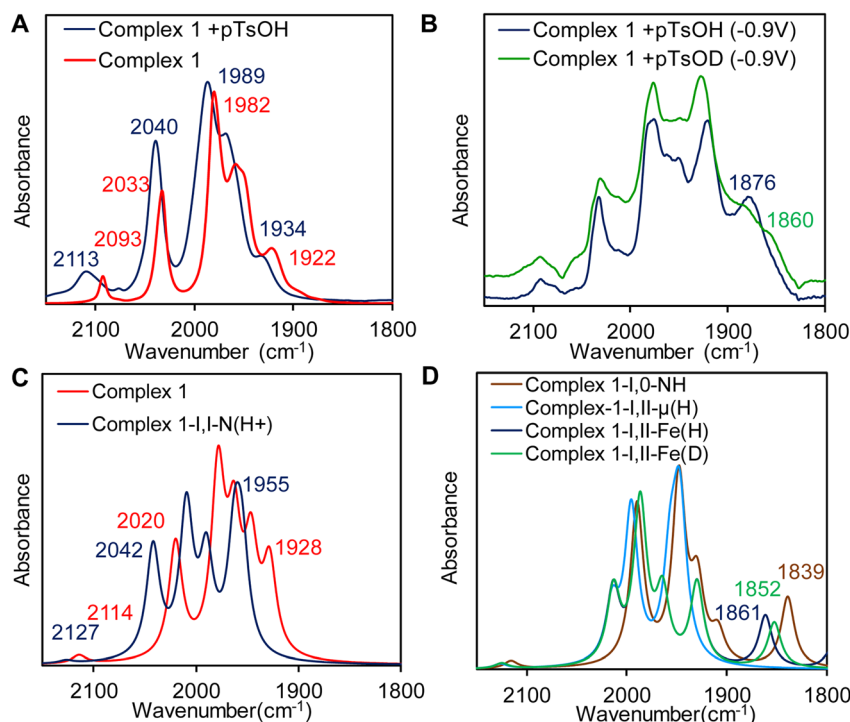 A
Complex 1 +pTsOH
Complex 1
1989
1982
2040
2033
2093
2113
1934
1922
Absorbance
2100 2000 1900 1800
Wavenumber (cm-1)
B
Complex 1 +pTsOH (-0.9V)
Complex 1 +pTsOD (-0.9V)
1876
1860
Absorbance
2100 2000 1900 1800
Wavenumber (cm-1)
C
Complex 1
Complex 1-I,I-N(H+)
1955
2020
2042
1928
2114
2127
Absorbance
2100 2000 1900 1800
Wavenumber(cm-1)
D
Complex 1-I,0-NH
Complex-1-I,II-μ(H)
Complex 1-I,II-Fe(H)
Complex 1-I,II-Fe(D)
1839
1852
1861
Absorbance
2100 2000 1900 1800
Wavenumber(cm-1)